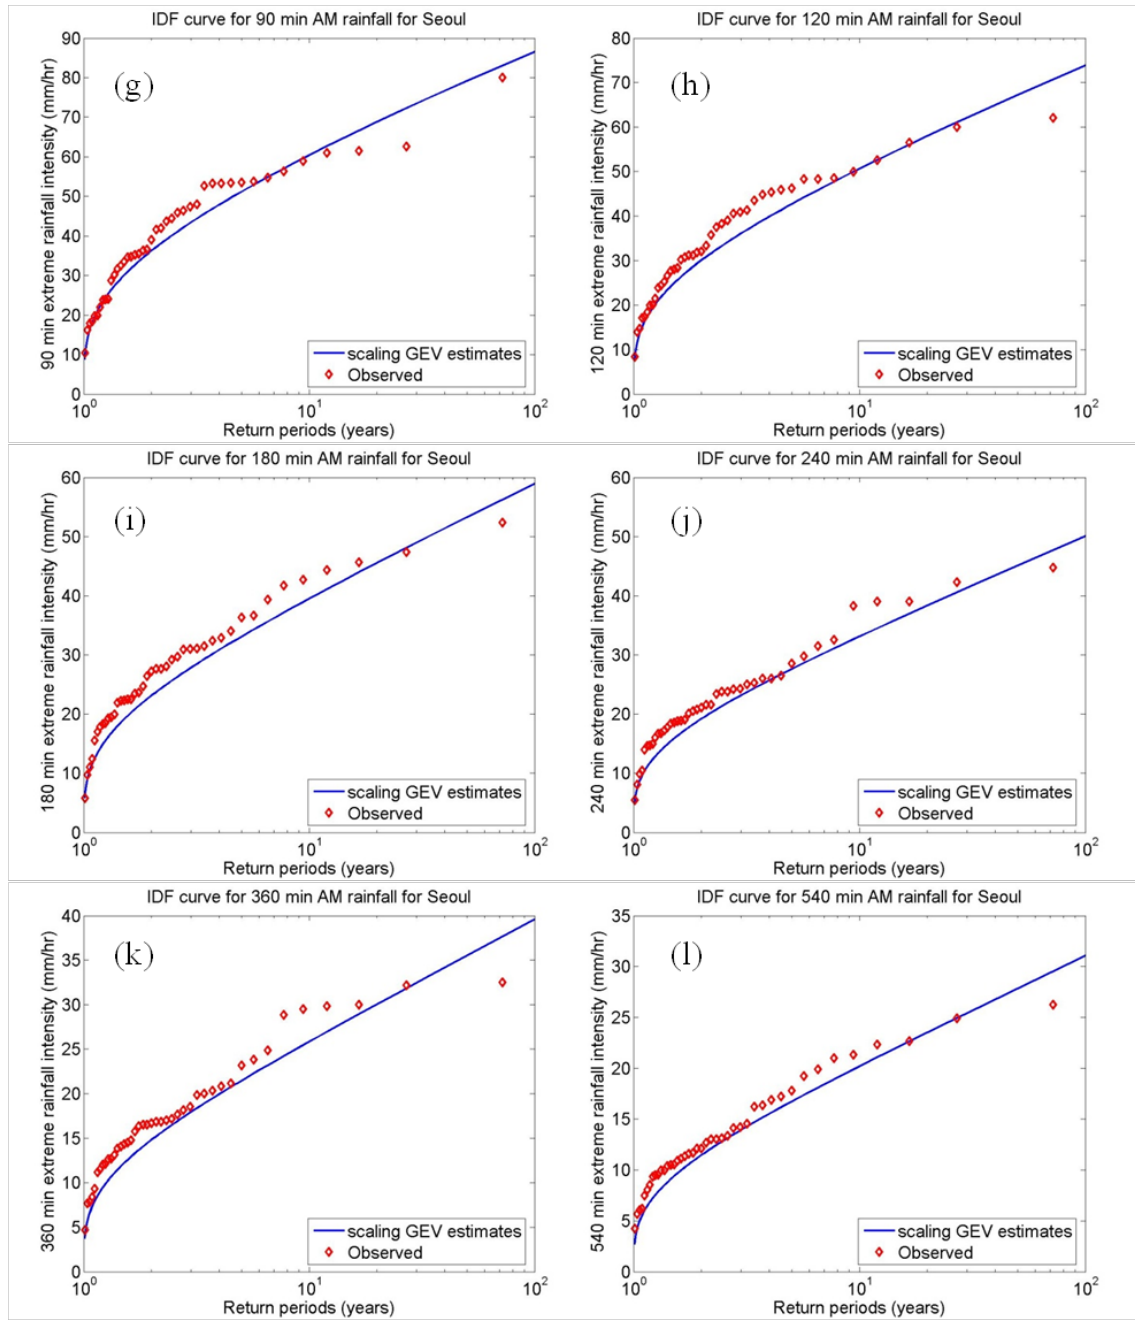 IDF curve for 90 min AM rainfall for Seoul
90 min extreme rainfall intensity (mm/hr)
90
80
70
60
50
40
30
20
10
0
(g)
scaling GEV estimates
Observed
10^0 10^1 10^2
Return periods (years)
IDF curve for 120 min AM rainfall for Seoul
120 min extreme rainfall intensity (mm/hr)
80
70
60
50
40
30
20
10
0
(h)
scaling GEV estimates
Observed
10^0 10^1 10^2
Return periods (years)
IDF curve for 180 min AM rainfall for Seoul
180 min extreme rainfall intensity (mm/hr)
60
50
40
30
20
10
0
(i)
scaling GEV estimates
Observed
10^0 10^1 10^2
Return periods (years)
IDF curve for 240 min AM rainfall for Seoul
240 min extreme rainfall intensity (mm/hr)
60
50
40
30
20
10
0
(j)
scaling GEV estimates
Observed
10^0 10^1 10^2
Return periods (years)
IDF curve for 360 min AM rainfall for Seoul
360 min extreme rainfall intensity (mm/hr)
40
35
30
25
20
15
10
5
0
(k)
scaling GEV estimates
Observed
10^0 10^1 10^2
Return periods (years)
IDF curve for 540 min AM rainfall for Seoul
540 min extreme rainfall intensity (mm/hr)
35
30
25
20
15
10
5
0
(l)
scaling GEV estimates
Observed
10^0 10^1 10^2
Return periods (years)